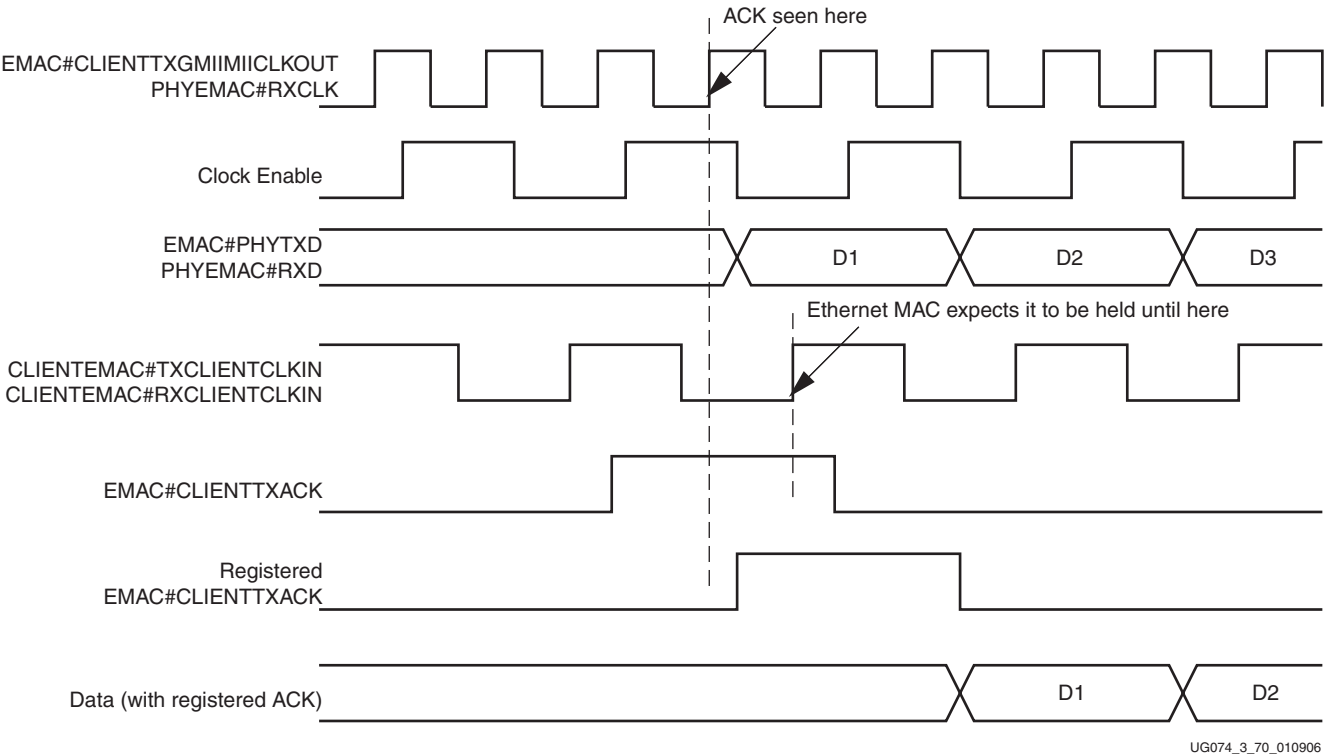 ACK seen here
EMAC#CLIENTTXGMIIMIICLKOUT
PHYEMAC#RXCLK
Clock Enable
EMAC#PHYTXD
PHYEMAC#RXD
D1
D2
D3
Ethernet MAC expects it to be held until here
CLIENTEMAC#TXCLIENTCLKIN
CLIENTEMAC#RXCLIENTCLKIN
EMAC#CLIENTTXACK
Registered
EMAC#CLIENTTXACK
Data (with registered ACK)
D1
D2
UG074_3_70_010906